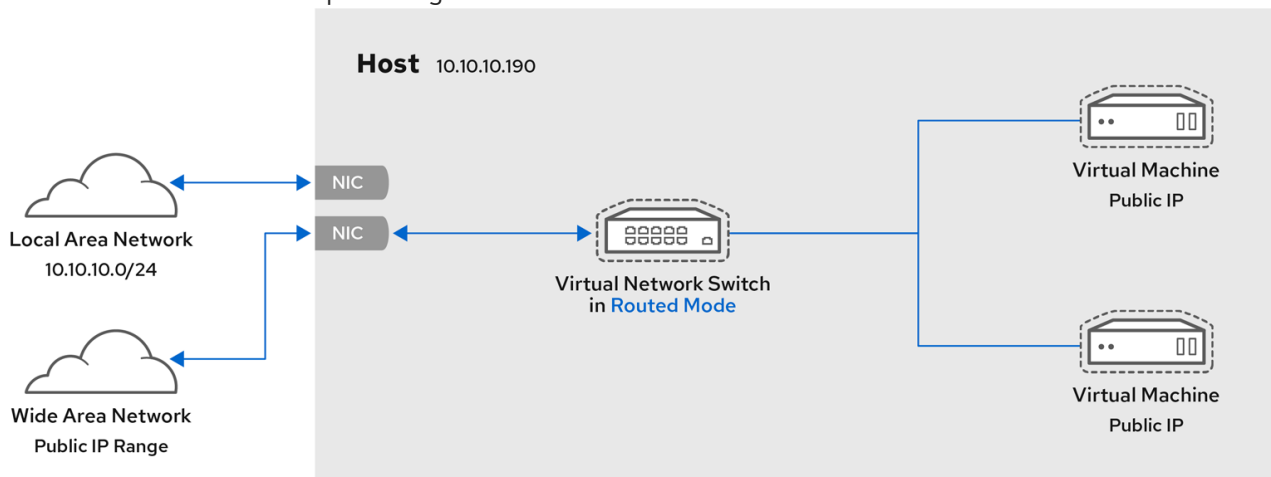 Host 10.10.10.190
NIC
NIC
Local Area Network
10.10.10.0/24
Wide Area Network
Public IP Range
Virtual Network Switch
in Routed Mode
Virtual Machine
Public IP
Virtual Machine
Public IP